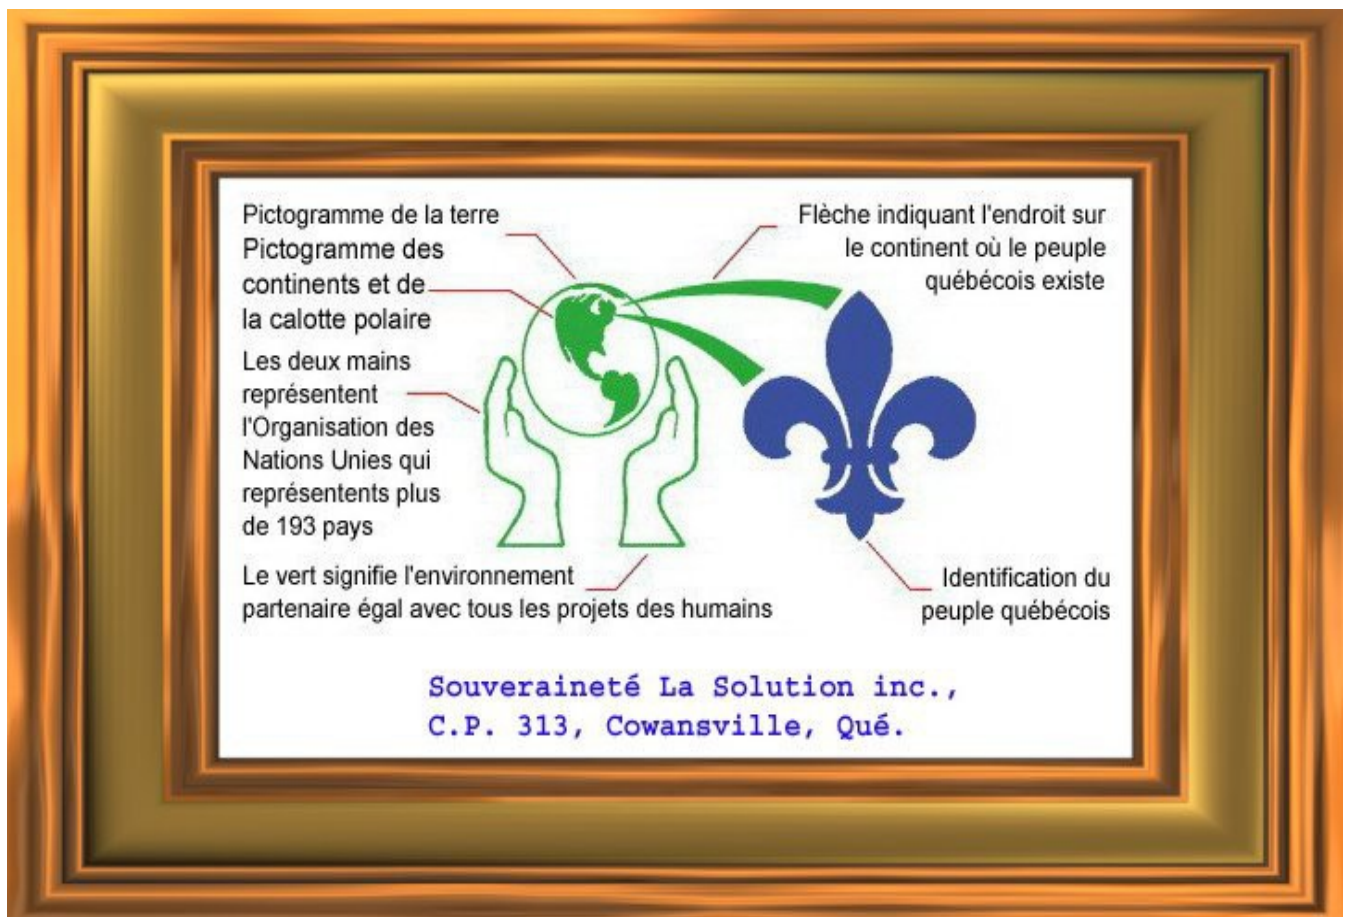 Pictogramme de la terre
Pictogramme des
continents et de
la calotte polaire
Les deux mains
représentent
l'Organisation des
Nations Unies qui
représentents plus
de 193 pays
Le vert signifie l'environnement
partenaire égal avec tous les projets des humains
Flèche indiquant l'endroit sur
le continent où le peuple
québécois existe
Identification du
peuple québécois
Souveraineté La Solution inc.,
C.P. 313, Cowansville, Qué.